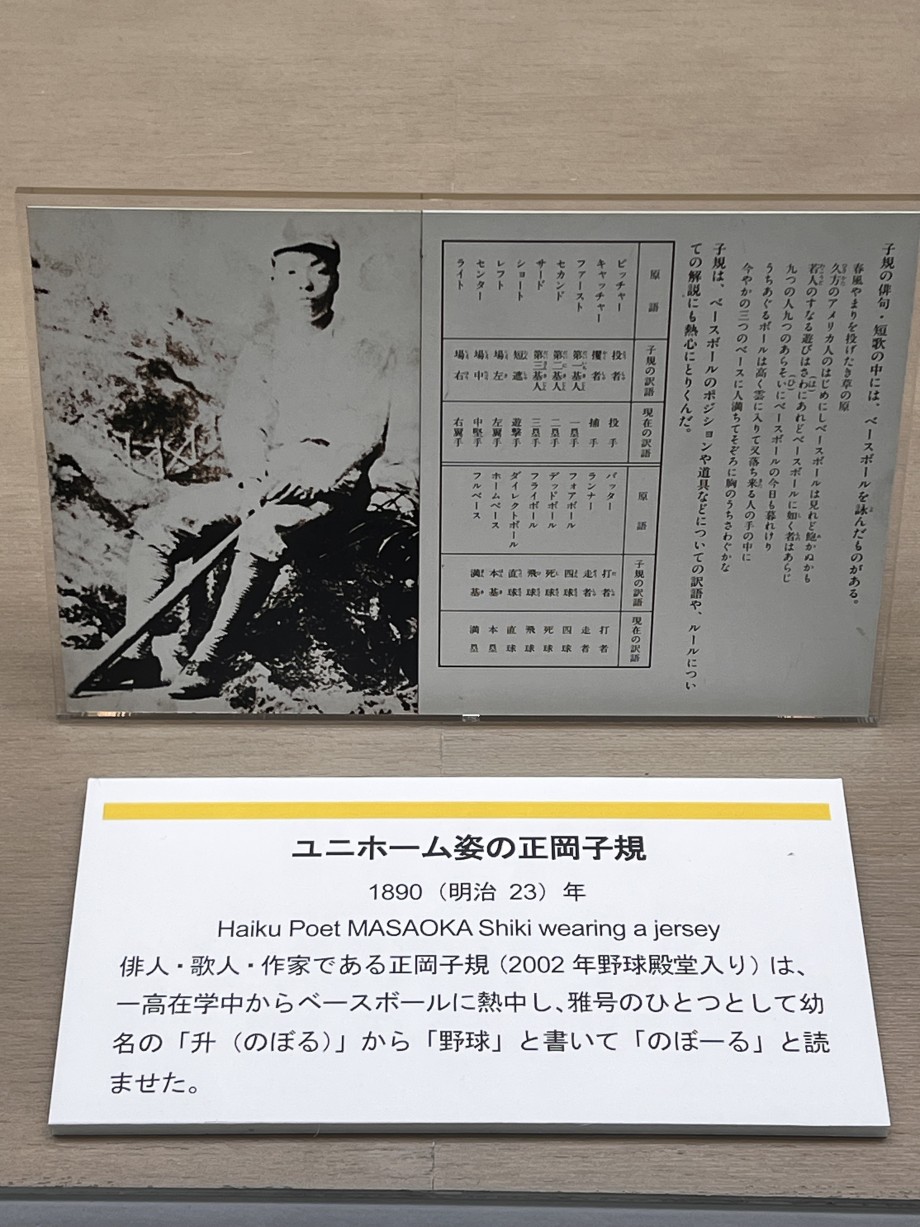 子規の俳句・短歌の中には、ベースボールを詠んだものがある。
春風やまりを投げたき草の原
久方のアメリカ人のはじめにしベースボールは見れど飽かぬかも
若人のすなる遊びはさわにあれどベースボールに如く者はあらじ
九つの人九つのあらそいにベースボールの今日も暮れけり
うちあぐるボールは高く雲に入りて又落ち来る人の手の中に
今やかの三つのベースに人満ちてそぞろに胸のうちさわぐかな
子規は、ベースボールのポジションや道具などについての訳語や、ルールについ
ての解説にも熱心にとりくんだ。
原語 子規の訳語 現在の訳語
ピッチャー 投者 投手
キャッチャー 攫者 捕手
ファースト 第一基人 一塁手
セカンド 第二基人 二塁手
サード 第三基人 三塁手
ショート 短遮 遊撃手
レフト 場左 左翼手
センター 場中 中堅手
ライト 場右 右翼手
原語 子規の訳語 現在の訳語
バッター 打者 打者
ランナー 走者 走者
フォアボール 四球 四球
デッドボール 死球 死球
フライボール 飛球 飛球
ダイレクトボール 直球 直球
ホームベース 本基 本塁
フルベース 満基 満塁
ユニホーム姿の正岡子規
1890（明治 23）年
Haiku Poet MASAOKA Shiki wearing a jersey
俳人・歌人・作家である正岡子規（2002 年野球殿堂入り）は、
一高在学中からベースボールに熱中し、雅号のひとつとして幼
名の「升（のぼる）」から「野球」と書いて「のぼーる」と読
ませた。